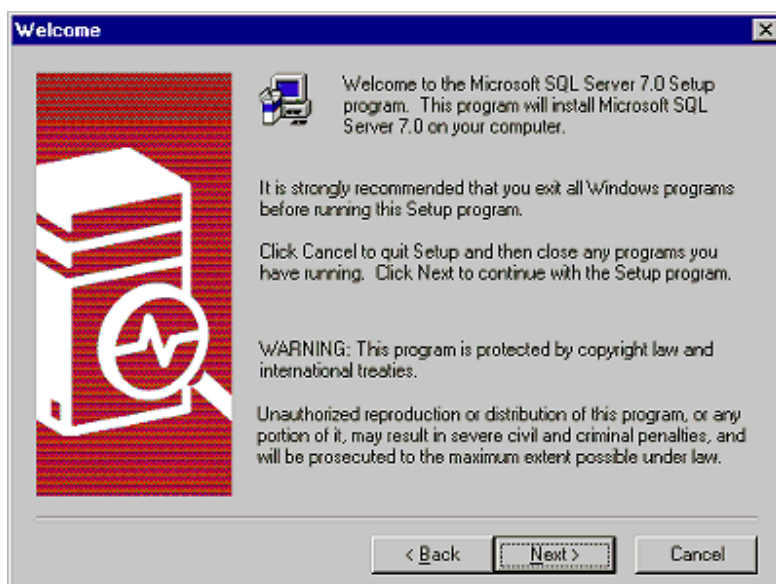 Welcome
Welcome to the Microsoft SQL Server 7.0 Setup
program. This program will install Microsoft SQL
Server 7.0 on your computer.
It is strongly recommended that you exit all Windows programs
before running this Setup program.
Click Cancel to quit Setup and then close any programs you
have running. Click Next to continue with the Setup program.
WARNING: This program is protected by copyright law and
international treaties.
Unauthorized reproduction or distribution of this program, or any
portion of it, may result in severe civil and criminal penalties, and
will be prosecuted to the maximum extent possible under law.
< Back
Next >
Cancel